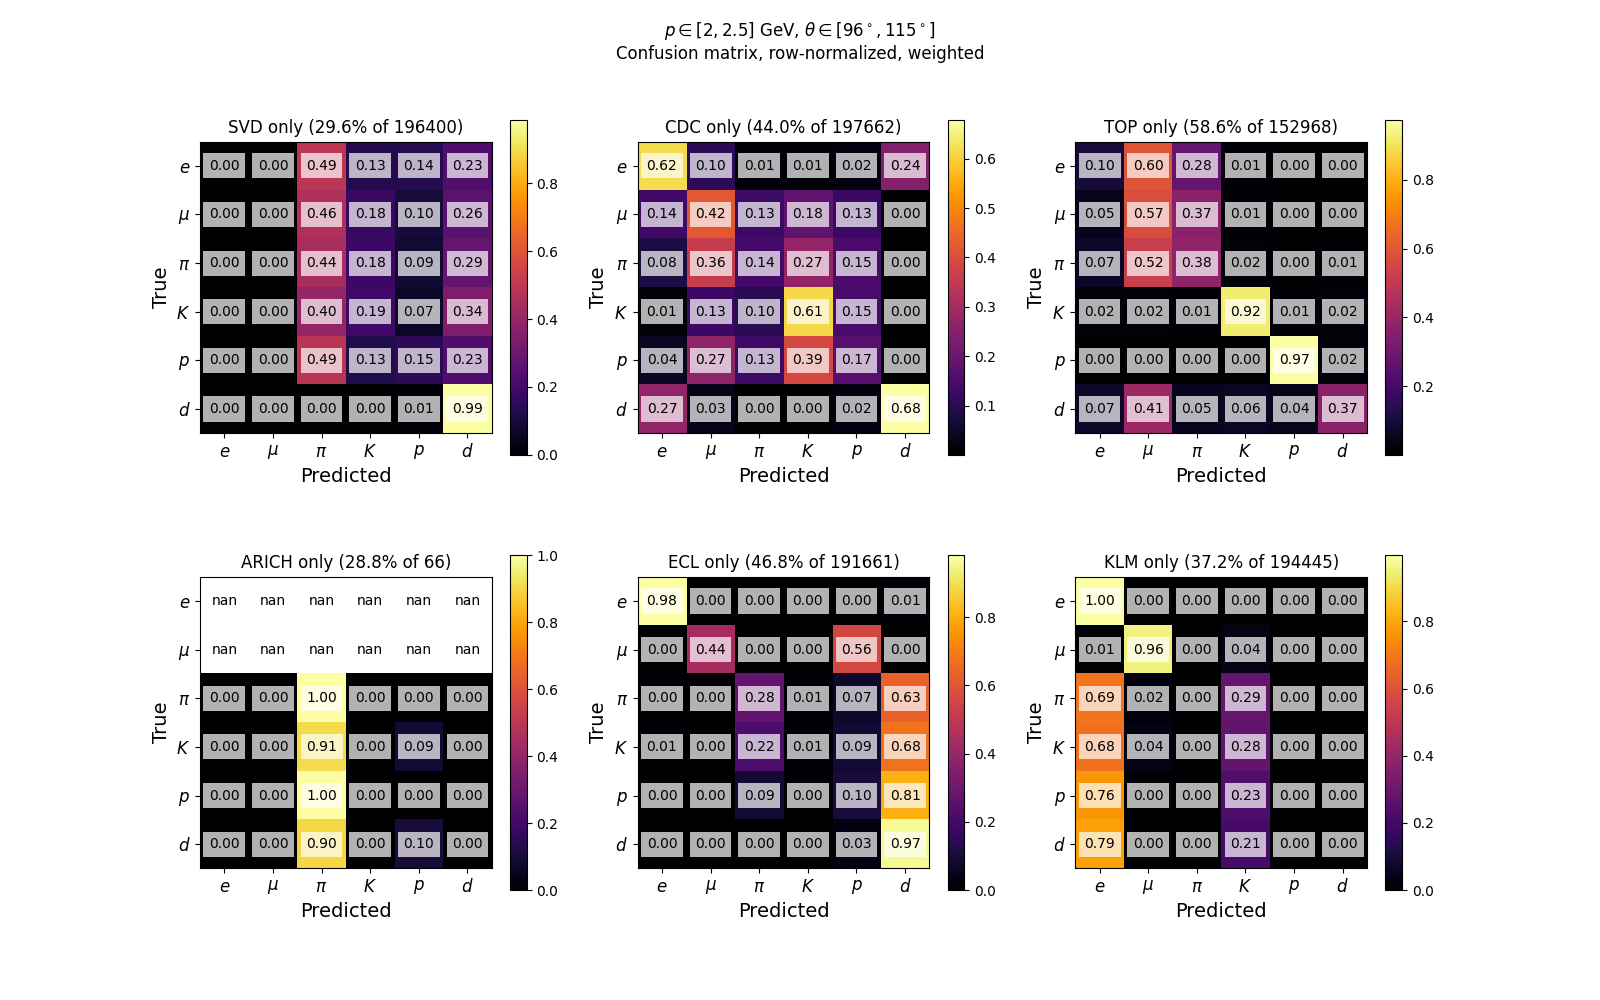 p ∈ [2, 2.5] GeV, θ ∈ [96°, 115°]
Confusion matrix, row-normalized, weighted
SVD only (29.6% of 196400)
True
e 0.00 0.00 0.49 0.13 0.14 0.23
μ 0.00 0.00 0.46 0.18 0.10 0.26
π 0.00 0.00 0.44 0.18 0.09 0.29
K 0.00 0.00 0.40 0.19 0.07 0.34
p 0.00 0.00 0.49 0.13 0.15 0.23
d 0.00 0.00 0.00 0.00 0.01 0.99
e μ π K p d
Predicted
0.8
0.6
0.4
0.2
0.0
CDC only (44.0% of 197662)
True
e 0.62 0.10 0.01 0.01 0.02 0.24
μ 0.14 0.42 0.13 0.18 0.13 0.00
π 0.08 0.36 0.14 0.27 0.15 0.00
K 0.01 0.13 0.10 0.61 0.15 0.00
p 0.04 0.27 0.13 0.39 0.17 0.00
d 0.27 0.03 0.00 0.00 0.02 0.68
e μ π K p d
Predicted
0.6
0.5
0.4
0.3
0.2
0.1
TOP only (58.6% of 152968)
True
e 0.10 0.60 0.28 0.01 0.00 0.00
μ 0.05 0.57 0.37 0.01 0.00 0.00
π 0.07 0.52 0.38 0.02 0.00 0.01
K 0.02 0.02 0.01 0.92 0.01 0.02
p 0.00 0.00 0.00 0.00 0.97 0.02
d 0.07 0.41 0.05 0.06 0.04 0.37
e μ π K p d
Predicted
0.8
0.6
0.4
0.2
ARICH only (28.8% of 66)
True
e nan nan nan nan nan nan
μ nan nan nan nan nan nan
π 0.00 0.00 1.00 0.00 0.00 0.00
K 0.00 0.00 0.91 0.00 0.09 0.00
p 0.00 0.00 1.00 0.00 0.00 0.00
d 0.00 0.00 0.90 0.00 0.10 0.00
e μ π K p d
Predicted
1.0
0.8
0.6
0.4
0.2
0.0
ECL only (46.8% of 191661)
True
e 0.98 0.00 0.00 0.00 0.00 0.01
μ 0.00 0.44 0.00 0.00 0.56 0.00
π 0.00 0.00 0.28 0.01 0.07 0.63
K 0.01 0.00 0.22 0.01 0.09 0.68
p 0.00 0.00 0.09 0.00 0.10 0.81
d 0.00 0.00 0.00 0.00 0.03 0.97
e μ π K p d
Predicted
0.8
0.6
0.4
0.2
0.0
KLM only (37.2% of 194445)
True
e 1.00 0.00 0.00 0.00 0.00 0.00
μ 0.01 0.96 0.00 0.04 0.00 0.00
π 0.69 0.02 0.00 0.29 0.00 0.00
K 0.68 0.04 0.00 0.28 0.00 0.00
p 0.76 0.00 0.00 0.23 0.00 0.00
d 0.79 0.00 0.00 0.21 0.00 0.00
e μ π K p d
Predicted
0.8
0.6
0.4
0.2
0.0